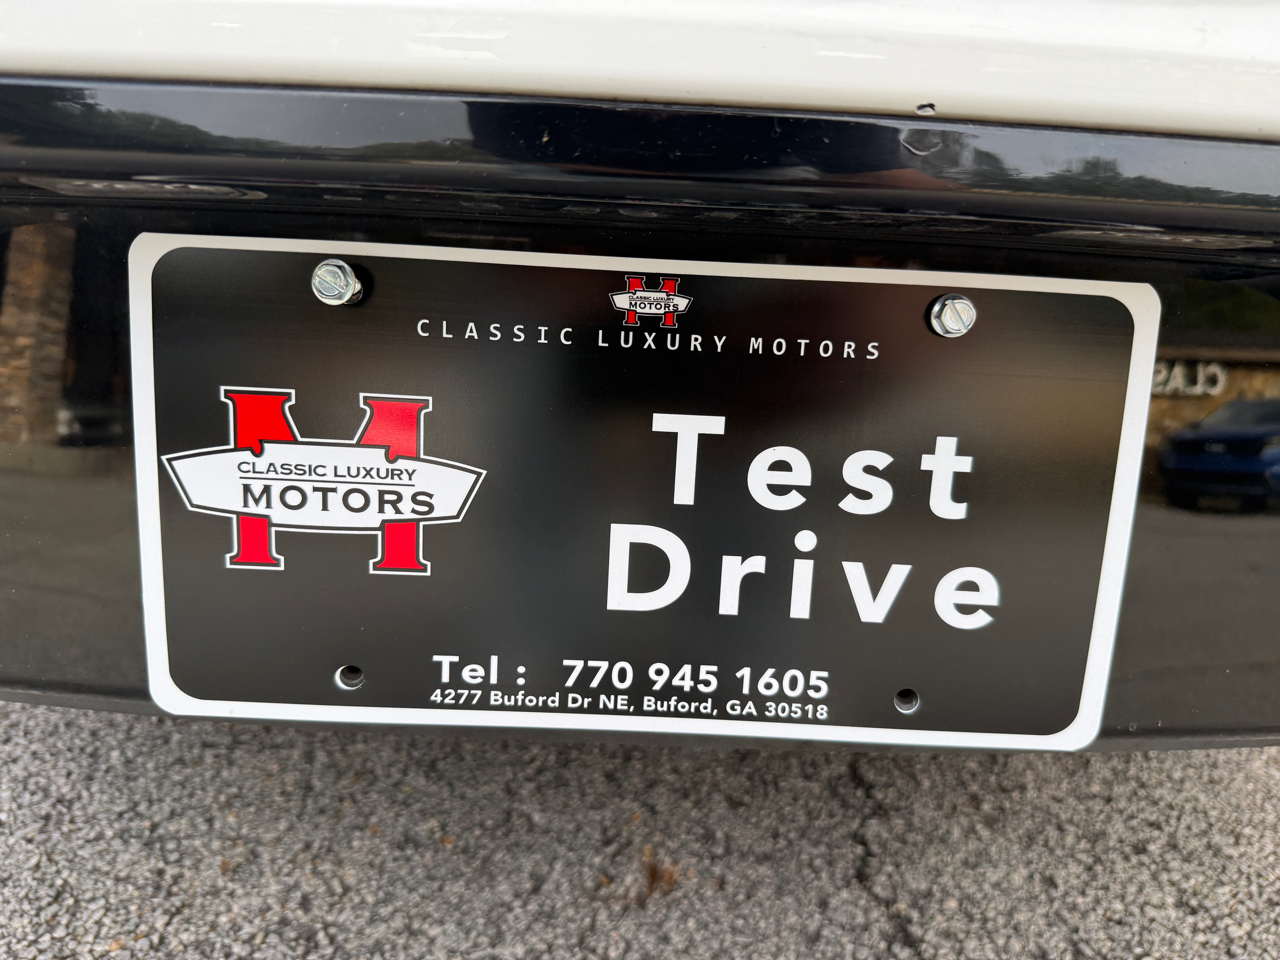 CLASSIC LUXURY
MOTORS
CLASSIC LUXURY MOTORS
CLASSIC LUXURY
MOTORS
Test
Drive
Tel : 770 945 1605
4277 Buford Dr NE, Buford, GA 30518